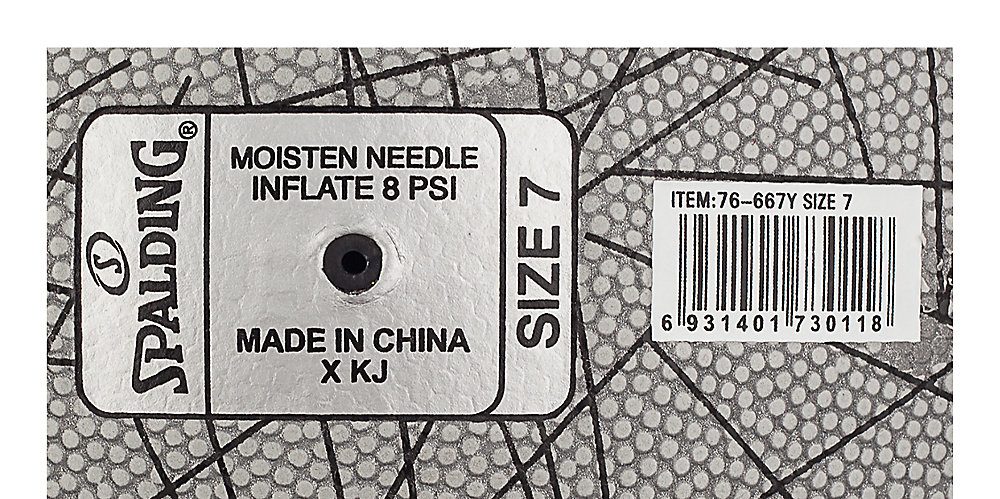 SPALDING®
S
MOISTEN NEEDLE
INFLATE 8 PSI
MADE IN CHINA
X KJ
SIZE 7
ITEM:76-667Y SIZE 7
6 931401 730118